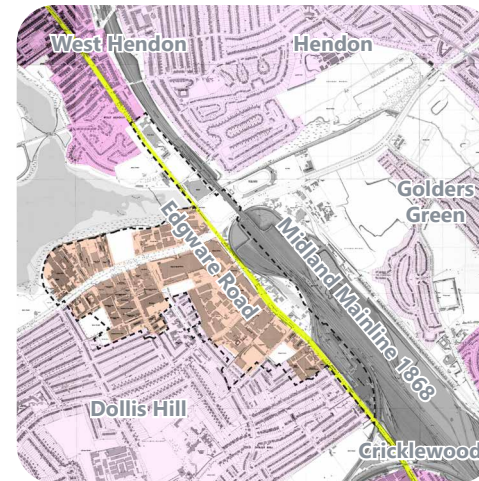 West Hendon
Hendon
Golders
Green
Edgware Road
Midland Mainline 1868
Dollis Hill
Cricklewood